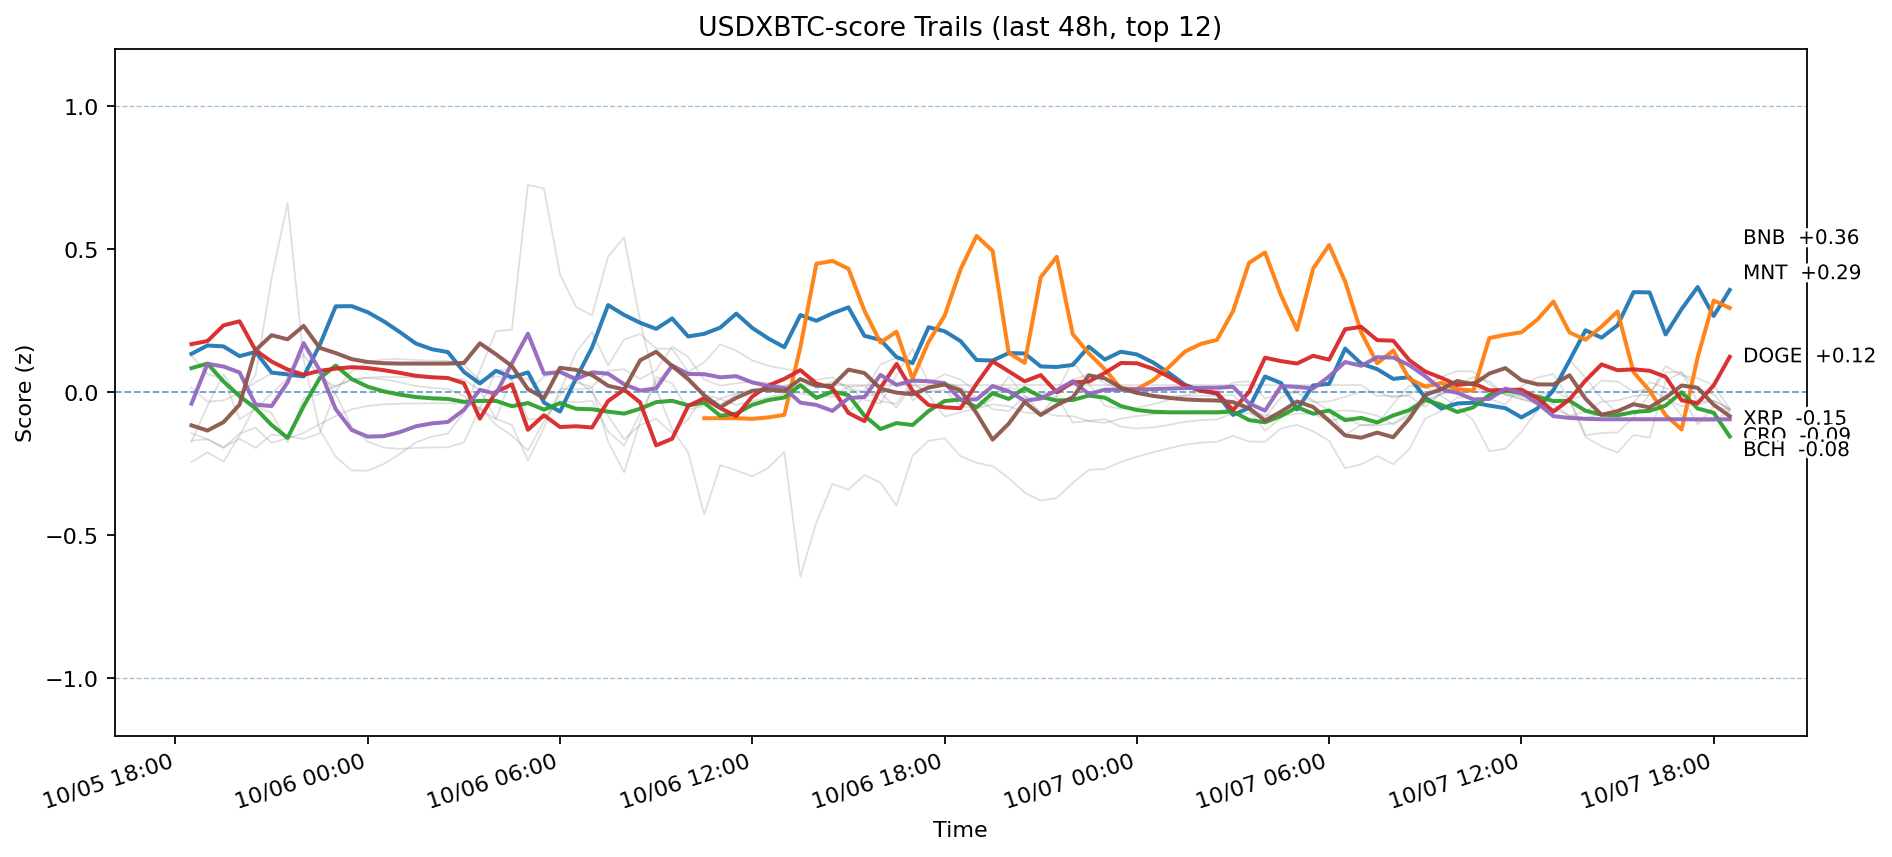 USDXBTC-score Trails (last 48h, top 12)
Score (z)
1.0
0.5
0.0
−0.5
−1.0
BNB +0.36
MNT +0.29
DOGE +0.12
XRP -0.15
CRO -0.09
BCH -0.08
10/05 18:00
10/06 00:00
10/06 06:00
10/06 12:00
10/06 18:00
10/07 00:00
10/07 06:00
10/07 12:00
10/07 18:00
Time